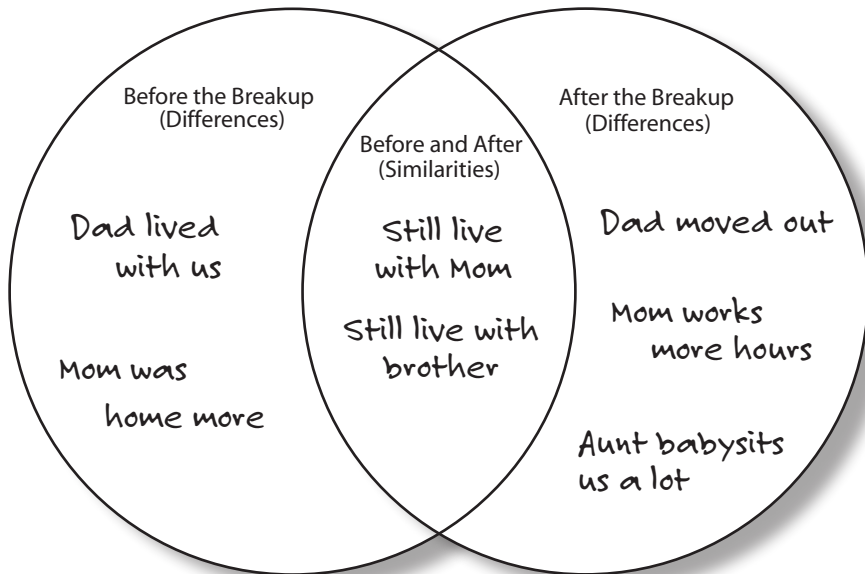 Before the Breakup
(Differences)
Dad lived
with us
Mom was
home more
Before and After
(Similarities)
Still live
with Mom
Still live with
brother
After the Breakup
(Differences)
Dad moved out
Mom works
more hours
Aunt babysits
us a lot